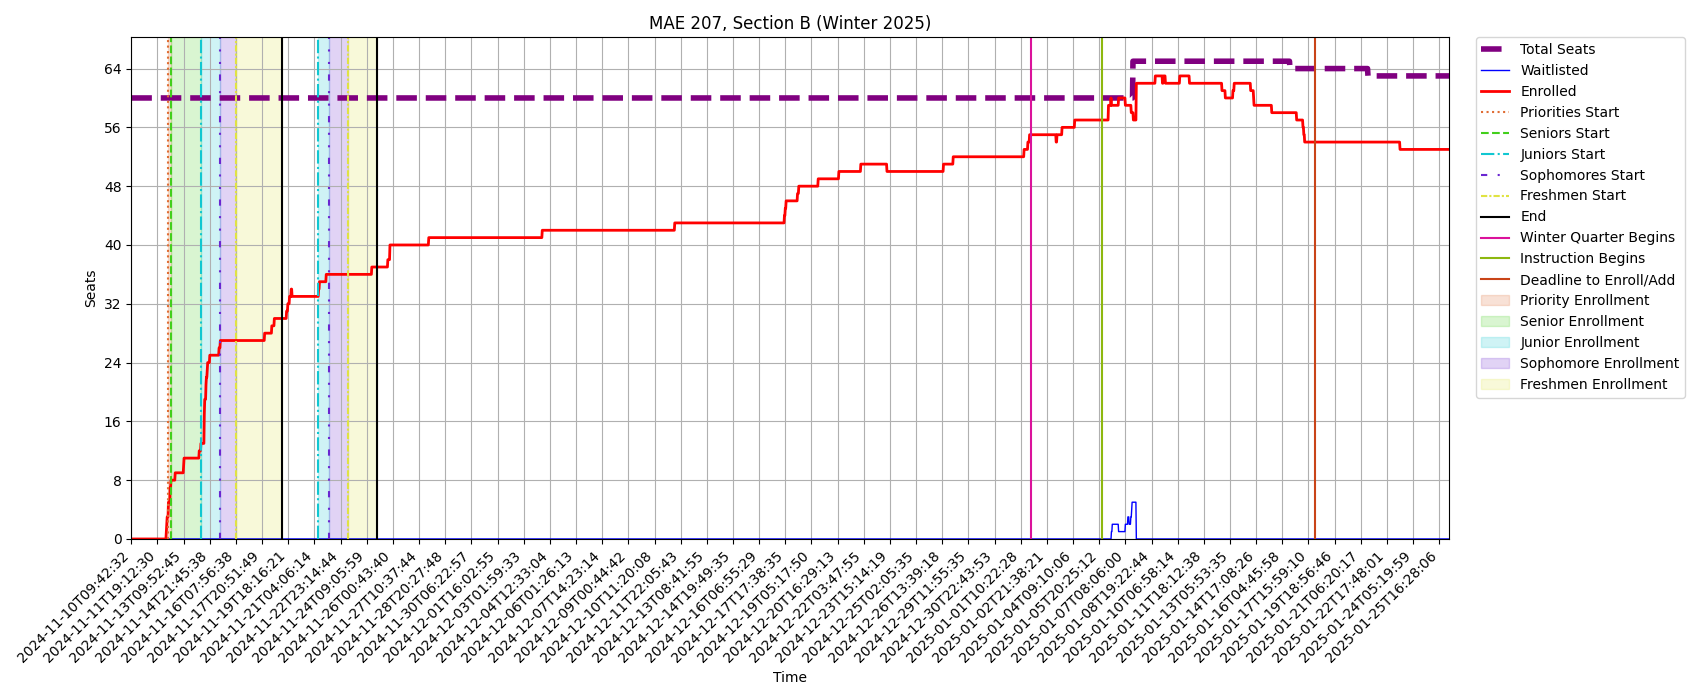 MAE 207, Section B (Winter 2025)
Seats
64
56
48
40
32
24
16
8
0
2024-11-10T09:42:32
2024-11-11T19:12:30
2024-11-13T09:52:45
2024-11-14T21:45:38
2024-11-16T07:56:38
2024-11-17T20:51:49
2024-11-19T18:16:21
2024-11-21T04:06:14
2024-11-22T23:14:44
2024-11-24T09:05:59
2024-11-26T00:43:40
2024-11-27T10:37:44
2024-11-28T20:27:48
2024-11-30T06:22:57
2024-12-01T16:02:55
2024-12-03T01:59:33
2024-12-04T12:33:04
2024-12-06T01:26:13
2024-12-07T14:23:14
2024-12-09T00:44:42
2024-12-10T11:20:08
2024-12-11T22:05:43
2024-12-13T08:41:55
2024-12-14T19:49:35
2024-12-16T06:55:29
2024-12-17T17:38:35
2024-12-19T05:17:50
2024-12-20T16:29:13
2024-12-22T03:47:55
2024-12-23T15:14:19
2024-12-25T02:05:35
2024-12-26T13:39:18
2024-12-29T11:55:35
2024-12-30T22:43:53
2025-01-01T10:22:28
2025-01-02T21:38:21
2025-01-04T09:10:06
2025-01-05T20:25:12
2025-01-07T08:06:00
2025-01-08T19:22:44
2025-01-10T06:58:14
2025-01-11T18:12:38
2025-01-13T05:53:35
2025-01-14T17:08:26
2025-01-16T04:45:58
2025-01-17T15:59:10
2025-01-19T18:56:46
2025-01-21T06:20:17
2025-01-22T17:48:01
2025-01-24T05:19:59
2025-01-25T16:28:06
Time
Total Seats
Waitlisted
Enrolled
Priorities Start
Seniors Start
Juniors Start
Sophomores Start
Freshmen Start
End
Winter Quarter Begins
Instruction Begins
Deadline to Enroll/Add
Priority Enrollment
Senior Enrollment
Junior Enrollment
Sophomore Enrollment
Freshmen Enrollment